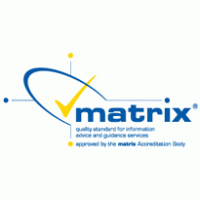 matrix®
quality standard for information
advice and guidance services
approved by the matrix Accreditation Body